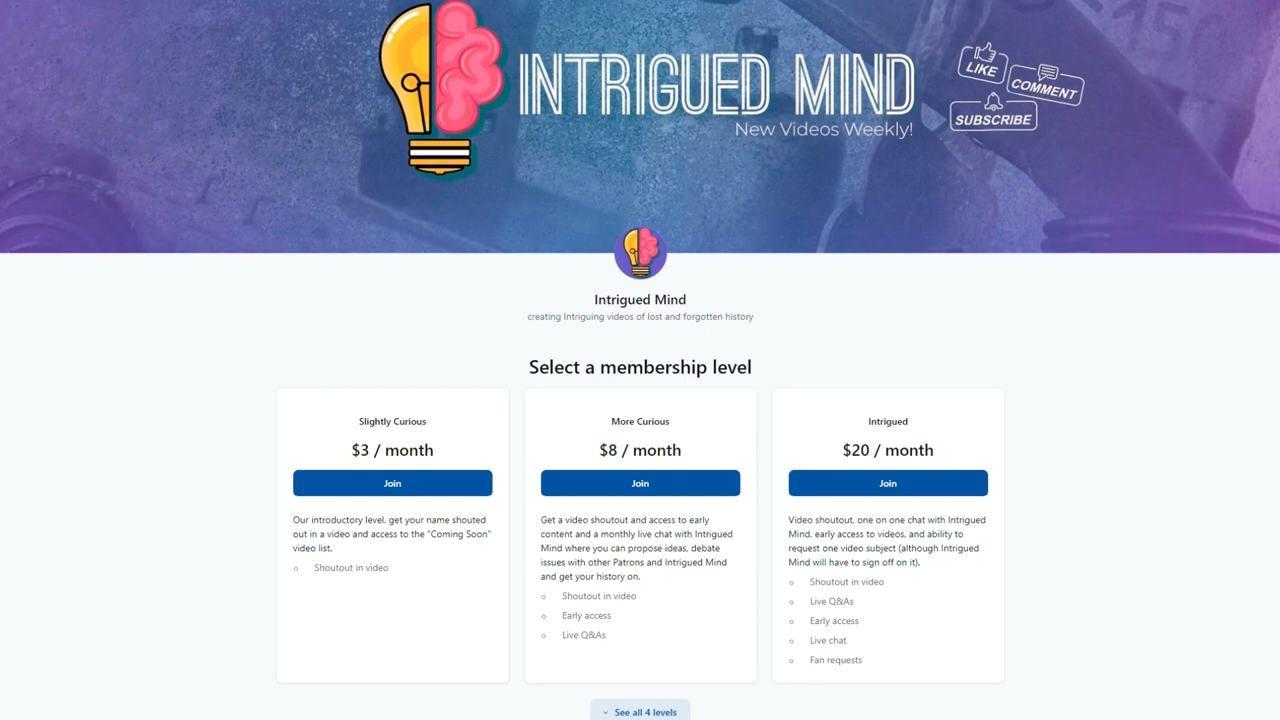 INTRIGUED MIND
New Videos Weekly!
LIKE
COMMENT
SUBSCRIBE
Intrigued Mind
creating Intriguing videos of lost and forgotten history
Select a membership level
Slightly Curious
$3 / month
Join
Our introductory level, get your name shouted
out in a video and access to the "Coming Soon"
video list.
Shoutout in video
More Curious
$8 / month
Join
Get a video shoutout and access to early
content and a monthly live chat with Intrigued
Mind where you can propose ideas, debate
issues with other Patrons and Intrigued Mind
and get your history on.
Shoutout in video
Early access
Live Q&As
Intrigued
$20 / month
Join
Video shoutout, one on one chat with Intrigued
Mind, early access to videos, and ability to
request one video subject (although Intrigued
Mind will have to sign off on it).
Shoutout in video
Live Q&As
Early access
Live chat
Fan requests
See all 4 levels